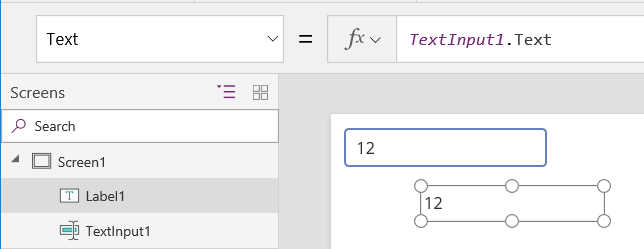 Text = fx TextInput1.Text
Screens
Search
Screen1
Label1
TextInput1
12
12